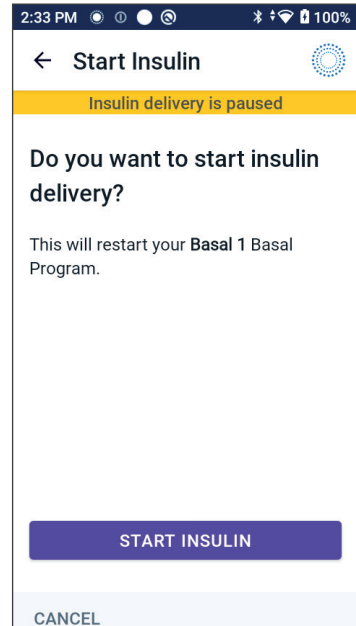 2:33 PM 100%
Start Insulin
Insulin delivery is paused
Do you want to start insulin
delivery?
This will restart your Basal 1 Basal
Program.
START INSULIN
CANCEL